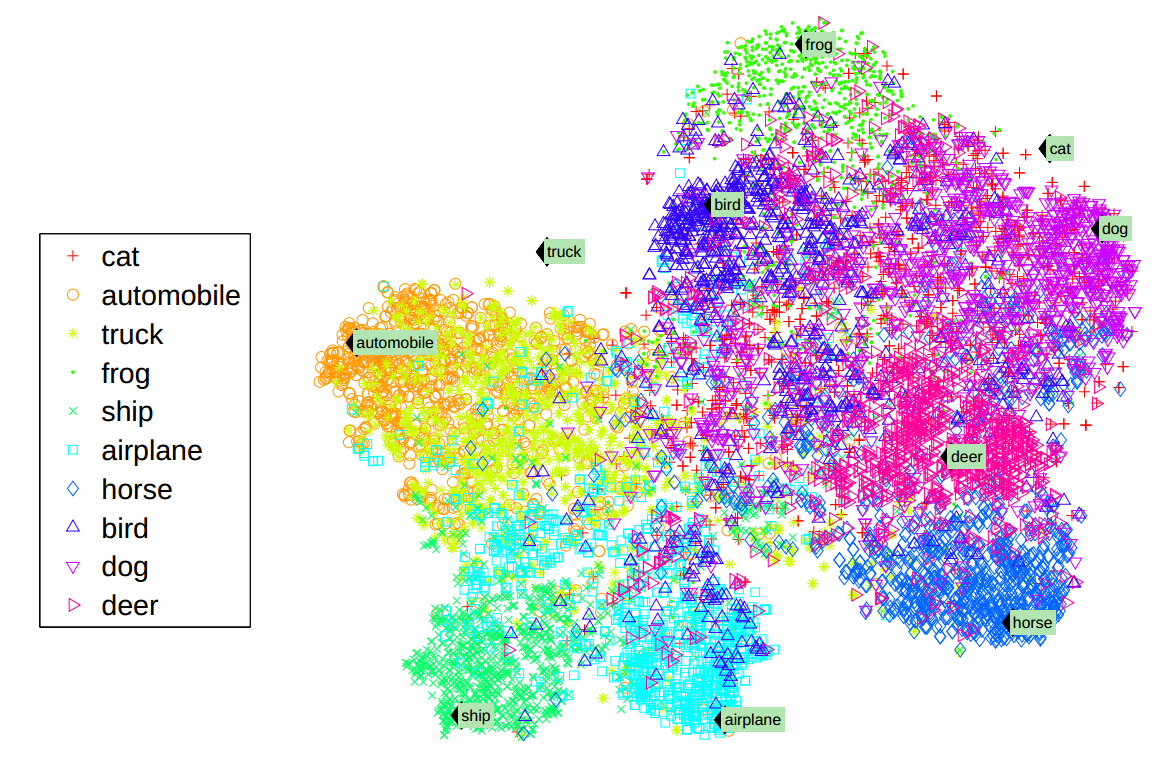 cat
automobile
truck
frog
ship
airplane
horse
bird
dog
deer
frog
cat
bird
dog
truck
automobile
deer
horse
ship
airplane